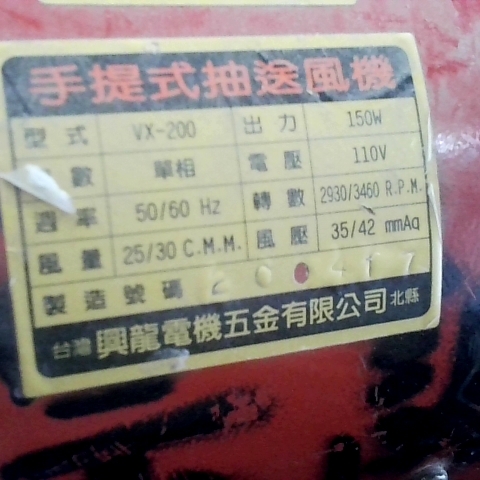 手提式抽送風機
型式 VX-200 出力 150W
數 單相 電壓 110V
週率 50/60 Hz 轉數 2930/3460 R.P.M.
風量 25/30 C.M.M. 風壓 35/42 mmAq
製造號碼 417
台灣 興龍電機五金有限公司 北縣